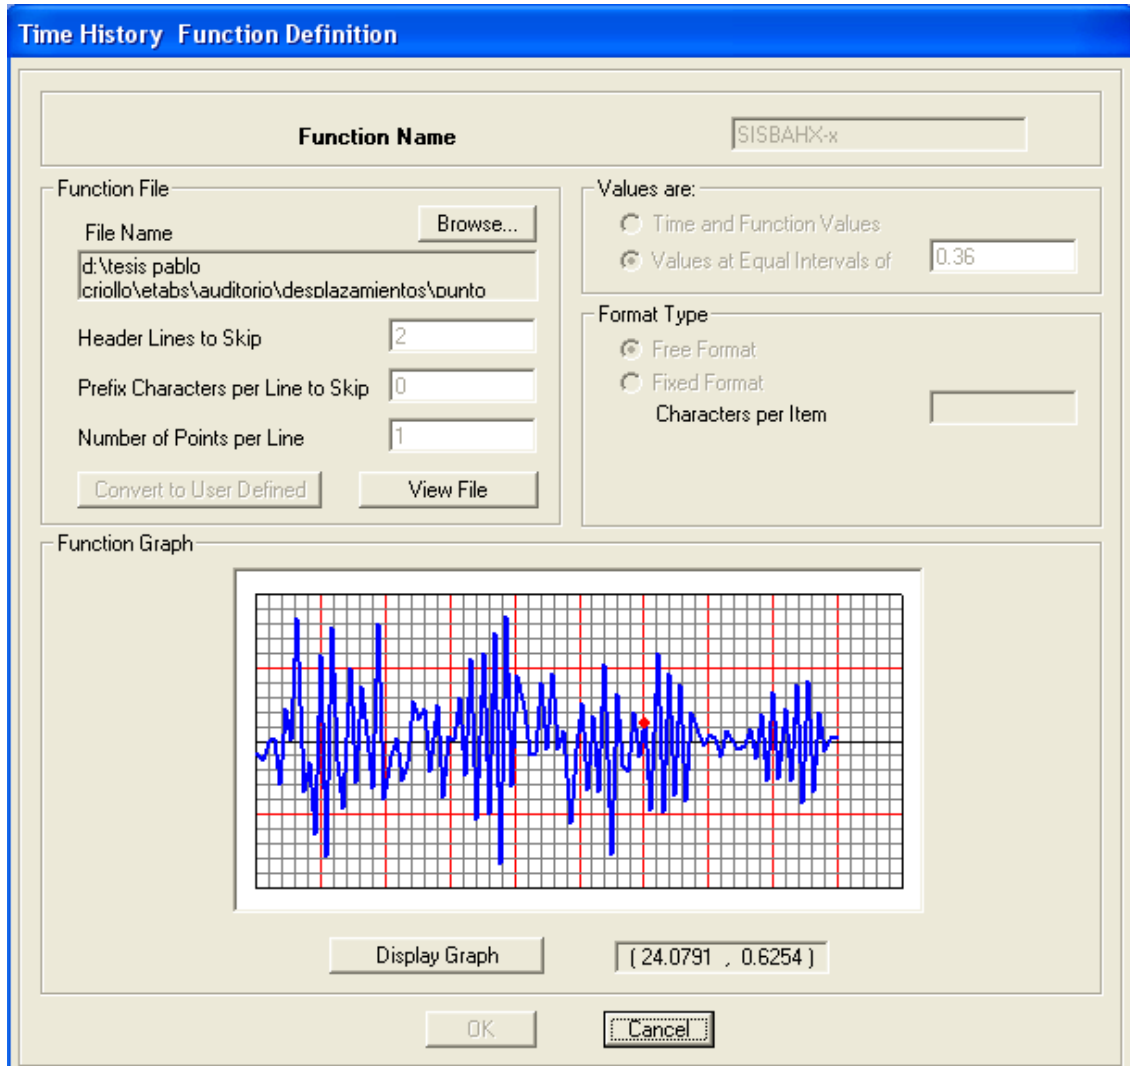 Time History Function Definition
Function Name
SISBAHX-x
Function File
File Name
Browse...
d:\tesis pablo
criollo\etabs\auditorio\desplazamientos\punto
Header Lines to Skip
2
Prefix Characters per Line to Skip
0
Number of Points per Line
1
Convert to User Defined
View File
Values are:
Time and Function Values
Values at Equal Intervals of
0.36
Format Type
Free Format
Fixed Format
Characters per Item
Function Graph
Display Graph
( 24.0791 , 0.6254 )
OK
Cancel